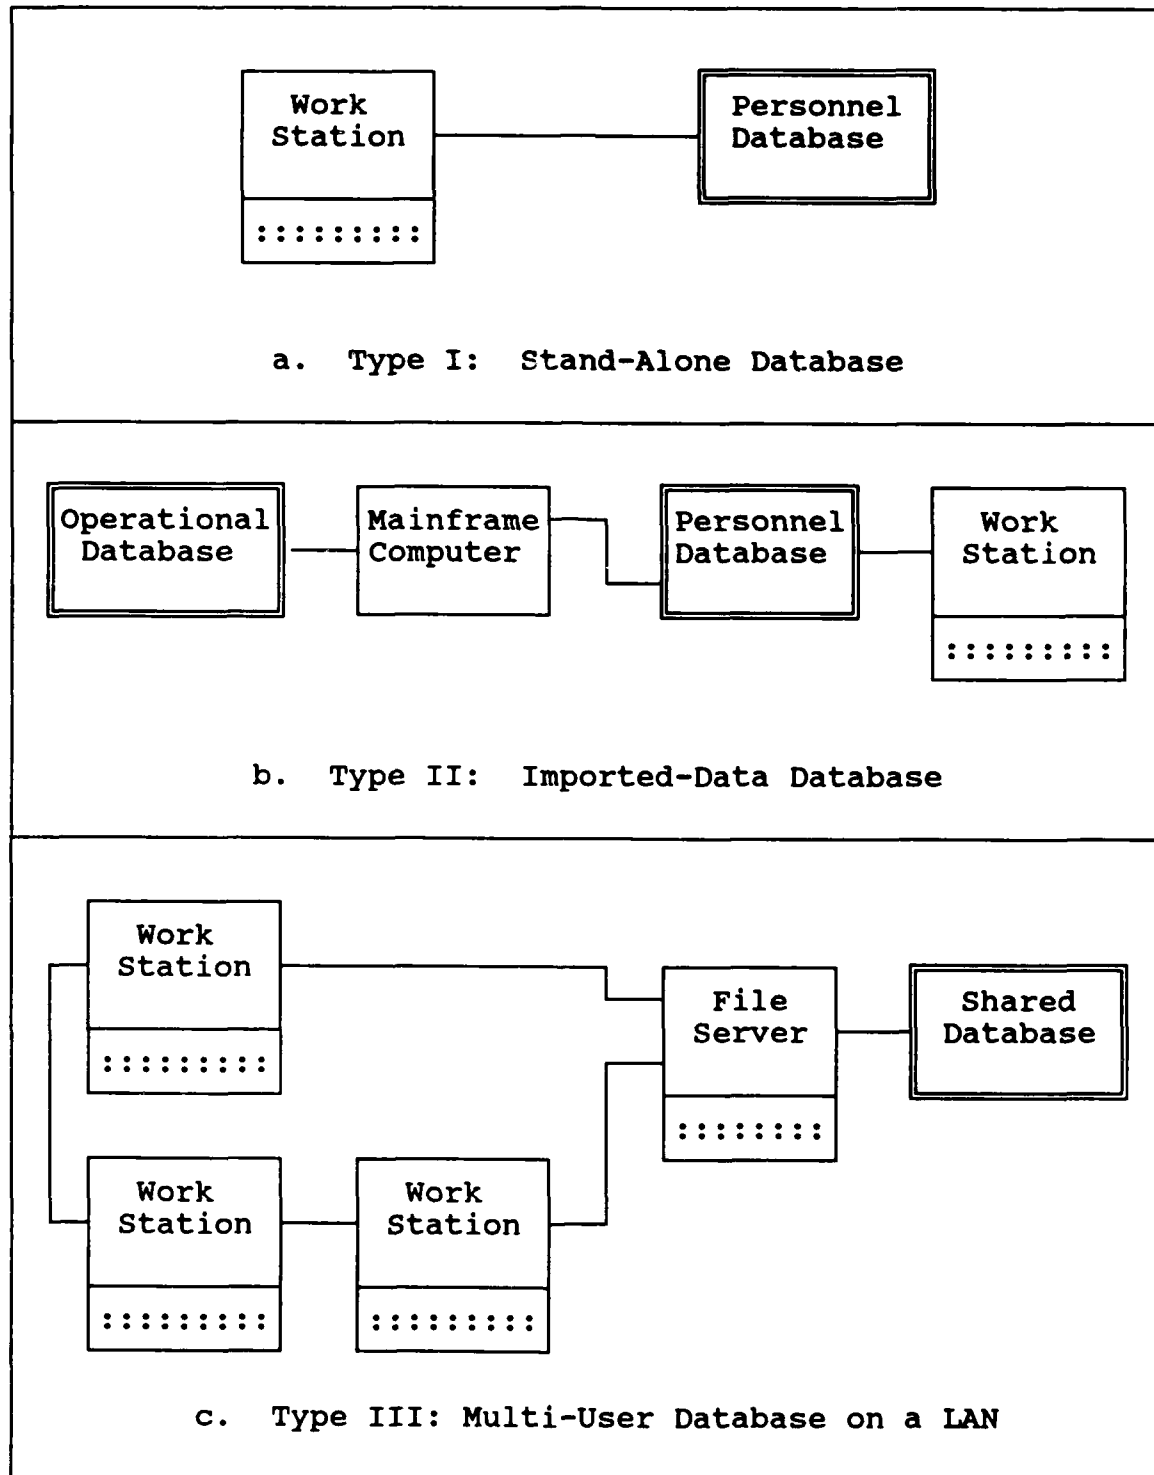 Work
Station
Personnel
Database
:::::::::
a. Type I: Stand-Alone Database
Operational
Database
Mainframe
Computer
Personnel
Database
Work
Station
:::::::::
b. Type II: Imported-Data Database
Work
Station
:::::::::
File
Server
::::::::
Shared
Database
Work
Station
:::::::::
Work
Station
:::::::::
c. Type III: Multi-User Database on a LAN